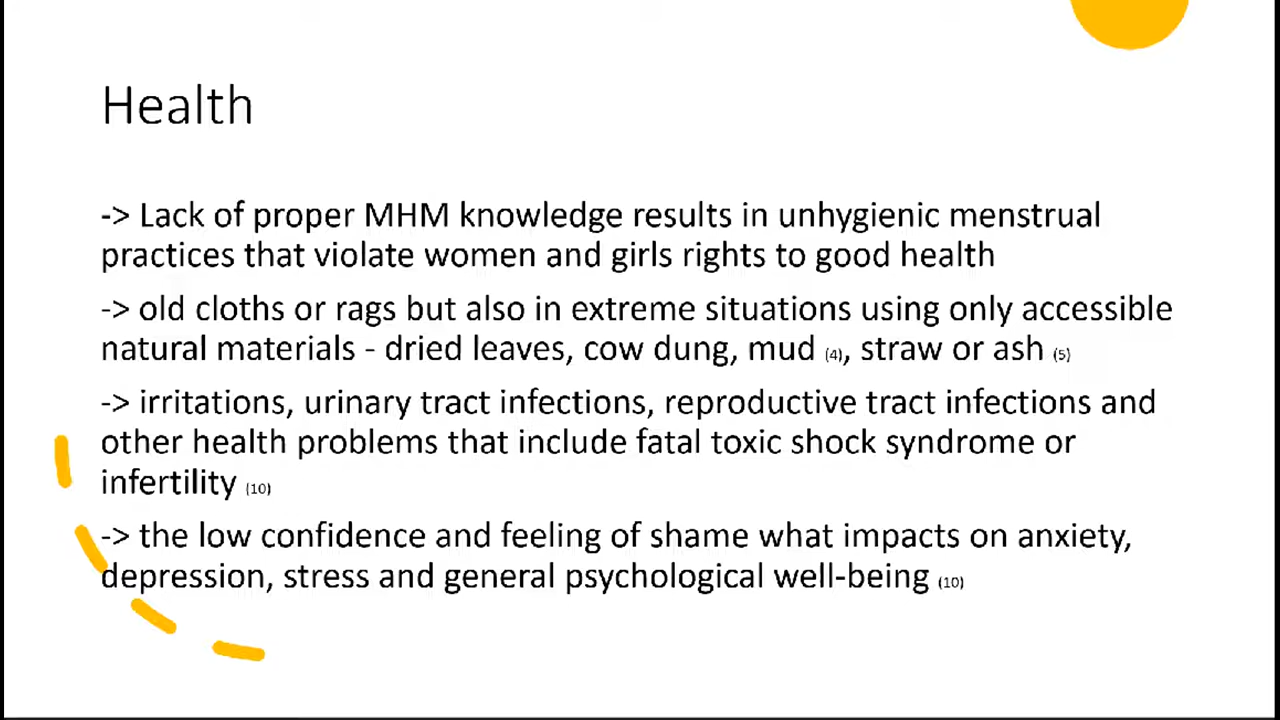 Health
-> Lack of proper MHM knowledge results in unhygienic menstrual
practices that violate women and girls rights to good health
-> old cloths or rags but also in extreme situations using only accessible
natural materials - dried leaves, cow dung, mud (4), straw or ash (5)
-> irritations, urinary tract infections, reproductive tract infections and
other health problems that include fatal toxic shock syndrome or
infertility (10)
-> the low confidence and feeling of shame what impacts on anxiety,
depression, stress and general psychological well-being (10)